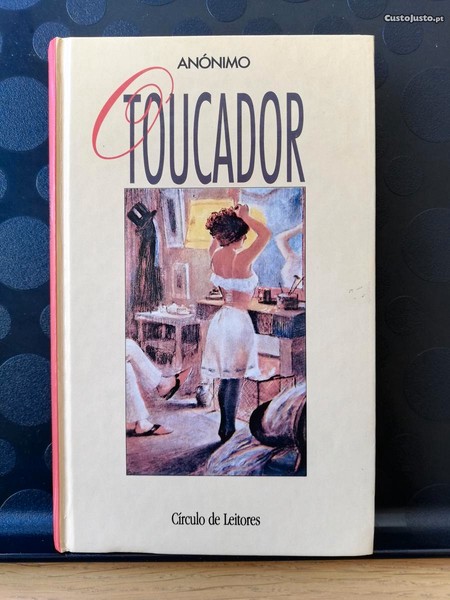 CustoJusto.pt
ANÓNIMO
O TOUCADOR
Círculo de Leitores